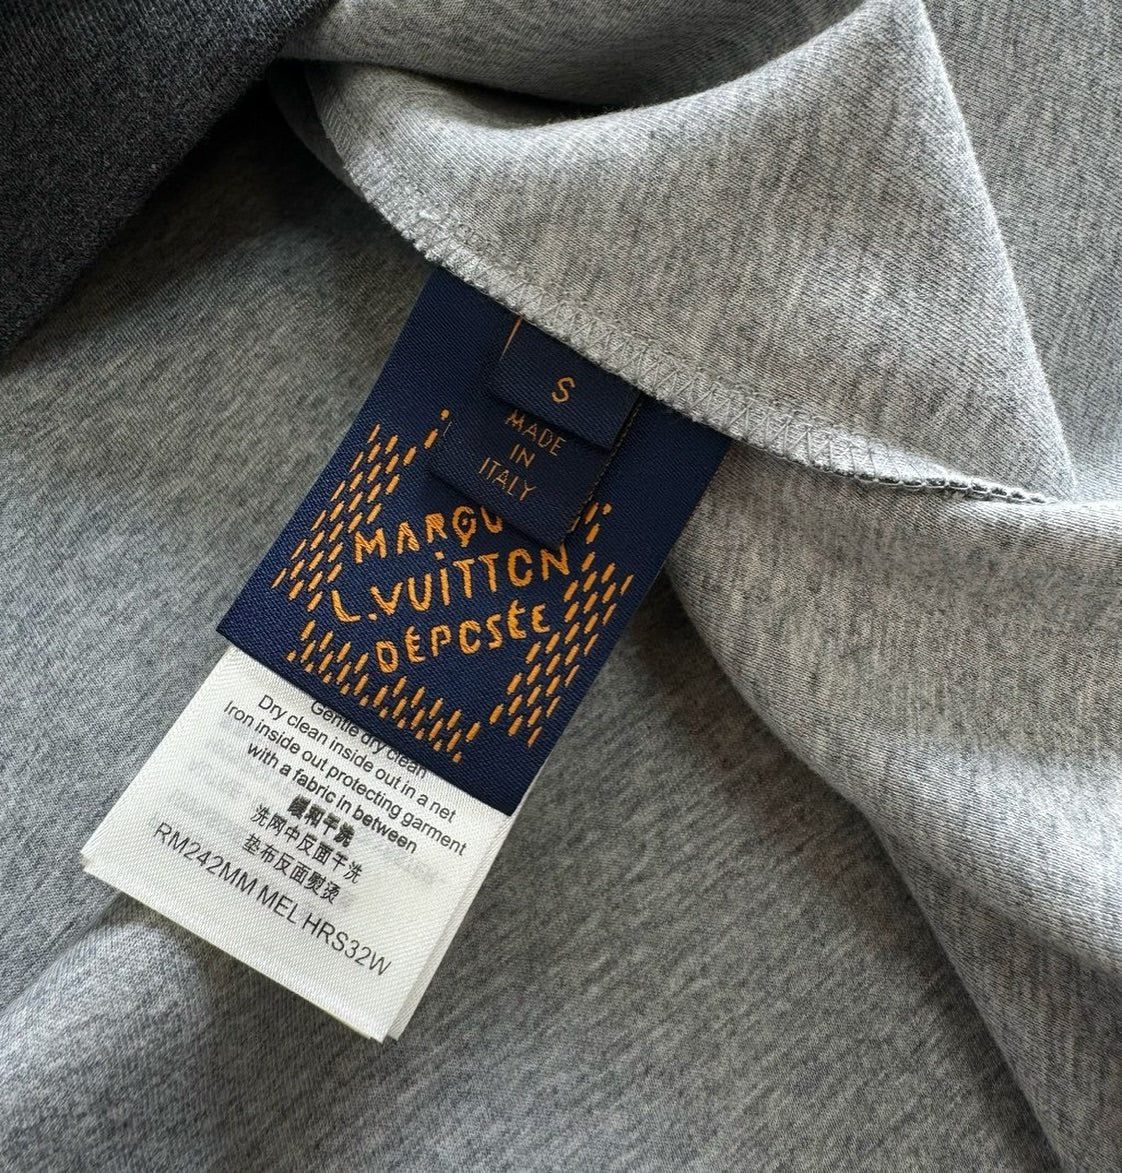 S
MADE
IN
ITALY
L.VUITTON
DÉPOSÉE
Gentle dry clean
Dry clean inside out in a net
Iron inside out protecting garment
with a fabric in between
缓和干洗
洗网中反面干洗
垫布反面熨烫
RM242MM MEL HRS32W